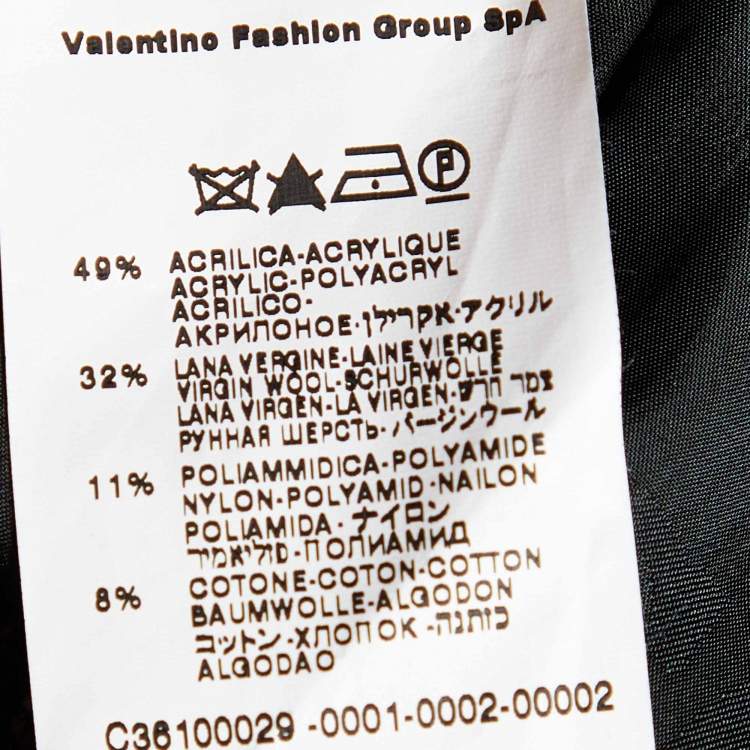 Valentino Fashion Group SpA
P
49% ACRILICA-ACRYLIQUE
ACRYLIC-POLYACRYL
ACRILICO-
АКРИЛОНОЕ-אקרילן-アクリル
32% LANA VERGINE-LAINE VIERGE
VIRGIN WOOL-SCHURWOLLE
LANA VIRGEN-LA VIRGEN-צמר חדש
РУННАЯ ШЕРСТЬ-バージンウール
11% POLIAMMIDICA-POLYAMIDE
NYLON-POLYAMID-NAILON
POLIAMIDA-ナイロン
פוליאמיד-ПОЛИАМИД
8% COTONE-COTON-COTTON
BAUMWOLLE-ALGODON
コットン-ХЛОПОК-כותנה
ALGODAO
C36100029 -0001-0002-00002